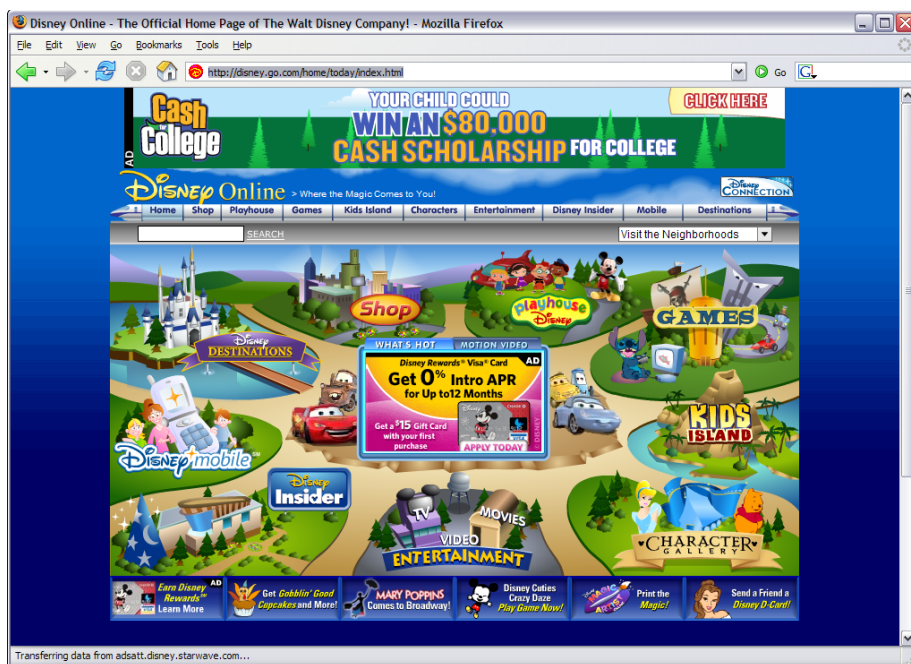 Disney Online - The Official Home Page of The Walt Disney Company! - Mozilla Firefox
File Edit View Go Bookmarks Tools Help
http://disney.go.com/home/today/index.html Go G
Cash for College
YOUR CHILD COULD
WIN AN $80,000
CASH SCHOLARSHIP FOR COLLEGE
CLICK HERE
AD
Disney Online > Where the Magic Comes to You!
Disney CONNECTION
Home Shop Playhouse Games Kids Island Characters Entertainment Disney Insider Mobile Destinations
SEARCH Visit the Neighborhoods
Shop
Playhouse
Disney
GAMES
Disney
DESTINATIONS
WHAT'S HOT MOTION VIDEO
Disney Rewards® Visa® Card AD
Get 0% Intro APR
for Up to 12 Months
Get a $15 Gift Card
with your first
purchase
APPLY TODAY
KIDS
ISLAND
Disney mobile
Disney
Insider
TV
MOVIES
VIDEO
ENTERTAINMENT
CHARACTER
GALLERY
Earn Disney
Rewards™
Learn More
AD
Get Gobblin' Good
Cupcakes and More!
MARY POPPINS
Comes to Broadway!
Disney Cuties
Crazy Daze
Play Game Now!
MAGIC ARTIST
Print the
Magic!
Send a Friend a
Disney D-Card!
Transferring data from adsatt.disney.starwave.com...